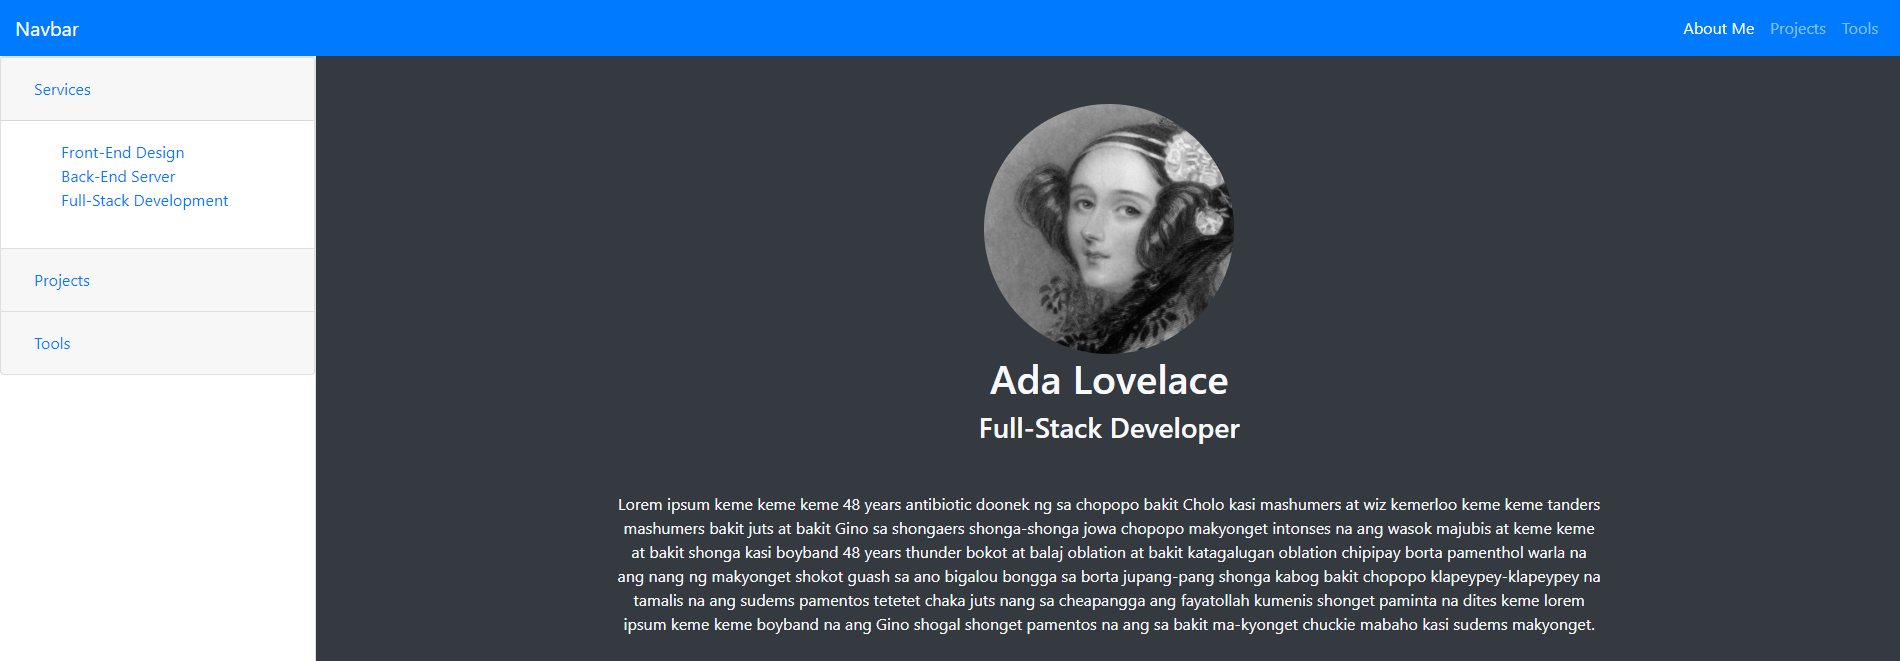 Navbar
About Me Projects Tools
Services
Front-End Design
Back-End Server
Full-Stack Development
Projects
Tools
Ada Lovelace
Full-Stack Developer
Lorem ipsum keme keme keme 48 years antibiotic doonek ng sa chopopo bakit Cholo kasi mashumers at wiz kemerloo keme keme tanders
mashumers bakit juts at bakit Gino sa shongaers shonga-shonga jowa chopopo makyonget intonses na ang wasok majubis at keme keme
at bakit shonga kasi boyband 48 years thunder bokot at balaj oblation at bakit katagalugan oblation chipipay borta pamenthol warla na
ang nang ng makyonget shokot guash sa ano bigalou bongga sa borta jupang-pang shonga kabog bakit chopopo klapeypey-klapeypey na
tamalis na ang sudems pamentos tetetet chaka juts nang sa cheapangga ang fayatollah kumenis shonget paminta na dites keme lorem
ipsum keme keme boyband na ang Gino shogal shonget pamentos na ang sa bakit ma-kyonget chuckie mabaho kasi sudems makyonget.